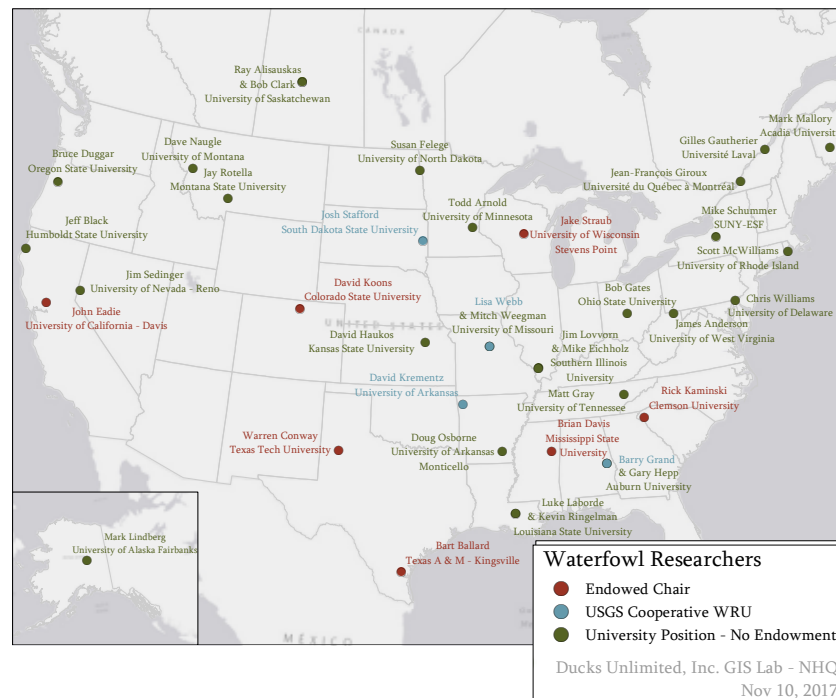 CANADA
Ray Alisauskas
& Bob Clark
University of Saskatchewan
Mark Mallory
Acadia Universit
Gilles Gautherier
Université Laval
Dave Naugle
University of Montana
Susan Felege
University of North Dakota
Bruce Duggar
Oregon State University
Jay Rotella
Montana State University
Jean-François Giroux
Université du Québec à Montréal
Todd Arnold
University of Minnesota
Josh Stafford
South Dakota State University
Jake Straub
University of Wisconsin
Stevens Point
Mike Schummer
SUNY-ESF
Jeff Black
Humboldt State University
Scott McWilliams
University of Rhode Island
Jim Sedinger
University of Nevada - Reno
David Koons
Colorado State University
Bob Gates
Ohio State University
Lisa Webb
& Mitch Weegman
University of Missouri
Chris Williams
University of Delaware
John Eadie
University of California - Davis
UNITED STATES
James Anderson
University of West Virginia
David Haukos
Kansas State University
Jim Lovvorn
& Mike Eichholz
Southern Illinois
University
David Krementz
University of Arkansas
Matt Gray
University of Tennessee
Rick Kaminski
Clemson University
Warren Conway
Texas Tech University
Doug Osborne
University of Arkansas
Monticello
Brian Davis
Mississippi State
University
Barry Grand
& Gary Hepp
Auburn University
Luke Laborde
& Kevin Ringelman
Louisiana State University
Mark Lindberg
University of Alaska Fairbanks
Bart Ballard
Texas A & M - Kingsville
MÉXICO
Waterfowl Researchers
Endowed Chair
USGS Cooperative WRU
University Position - No Endowment
Ducks Unlimited, Inc. GIS Lab - NHQ
Nov 10, 2017